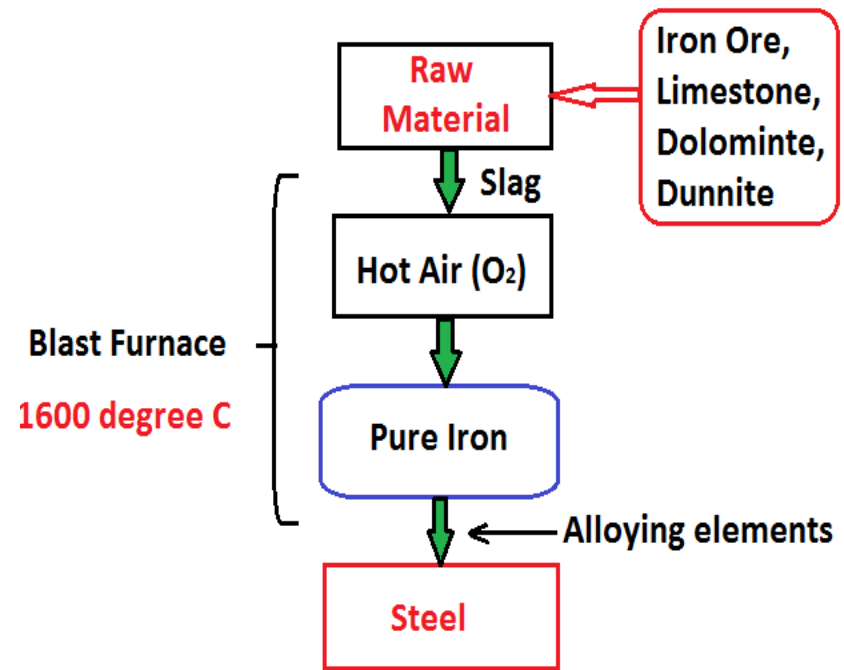 Raw
Material
Iron Ore,
Limestone,
Dolominte,
Dunnite
Slag
Hot Air (O₂)
Blast Furnace
1600 degree C
Pure Iron
Alloying elements
Steel